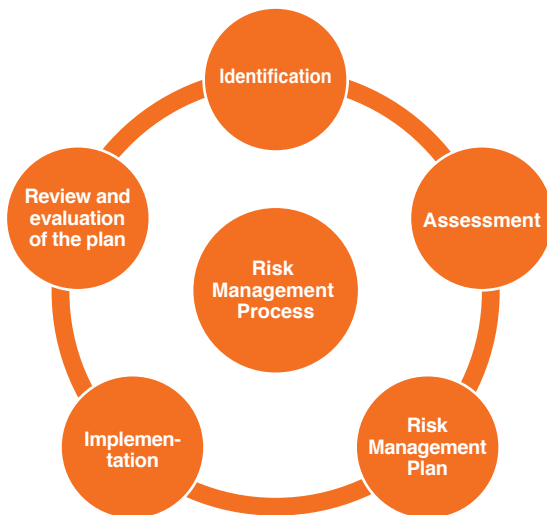 Identification
Assessment
Risk
Management
Plan
Implemen-
tation
Review and
evaluation
of the plan
Risk
Management
Process